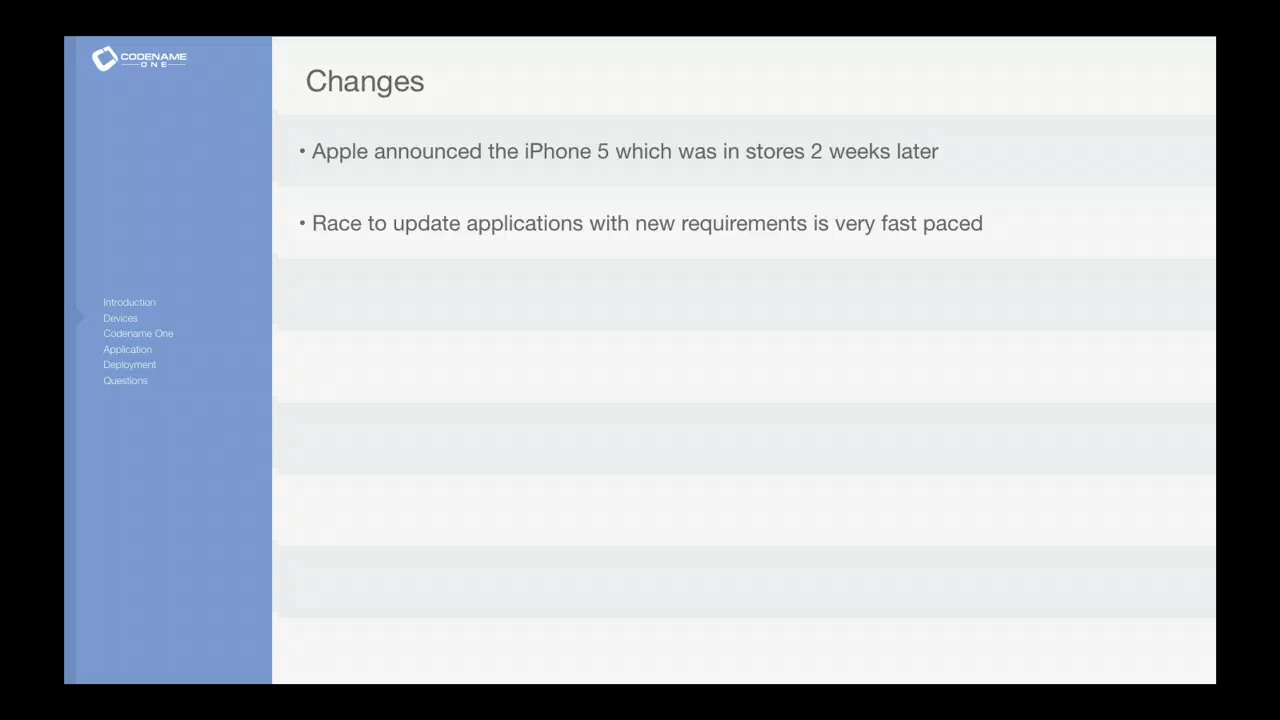 CODENAME
ONE
Changes
• Apple announced the iPhone 5 which was in stores 2 weeks later
• Race to update applications with new requirements is very fast paced
Introduction
Devices
Codename One
Application
Deployment
Questions